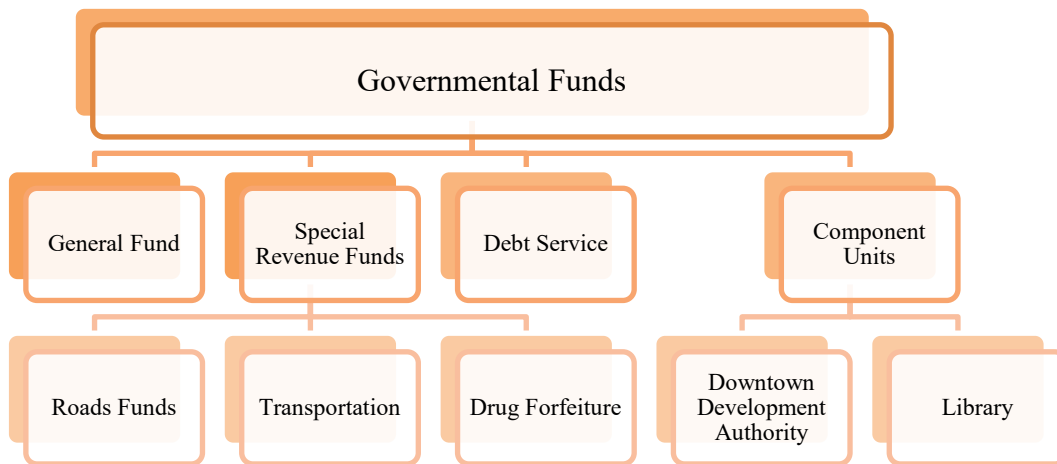 Governmental Funds
General Fund
Special
Revenue Funds
Debt Service
Component
Units
Roads Funds
Transportation
Drug Forfeiture
Downtown
Development
Authority
Library